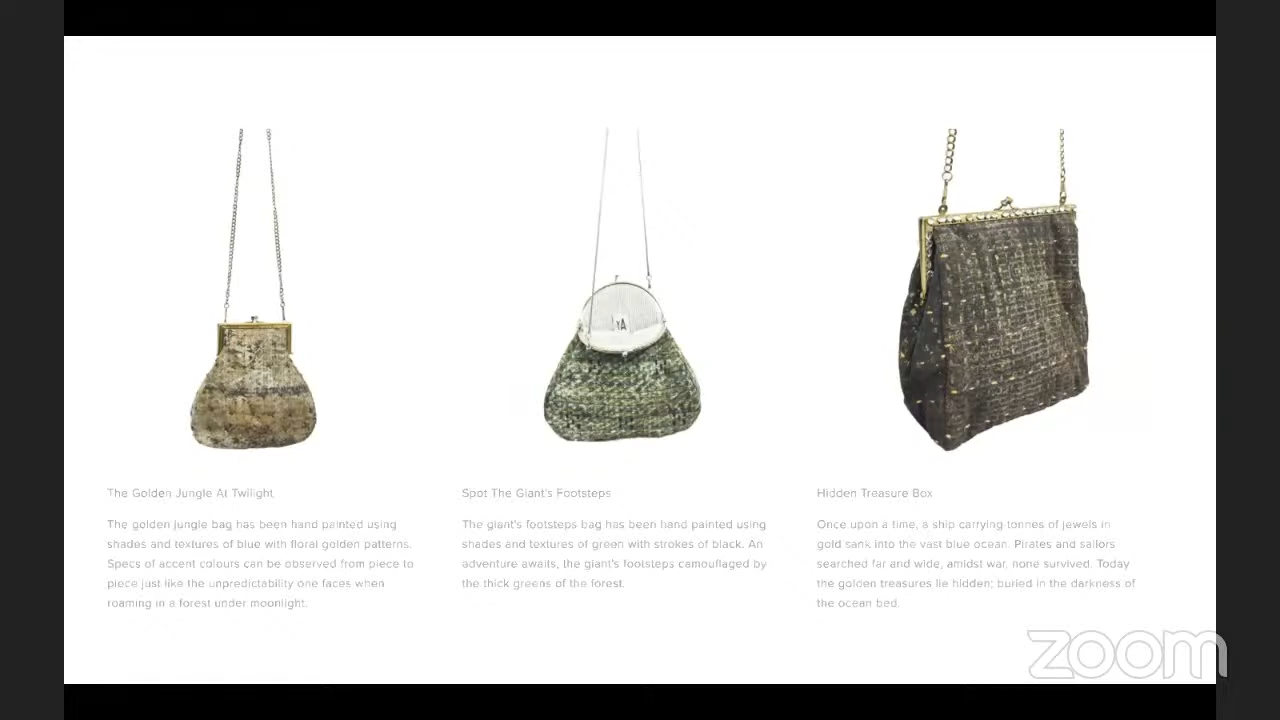 The Golden Jungle At Twilight
The golden jungle bag has been hand painted using
shades and textures of blue with floral golden patterns.
Specs of accent colours can be observed from piece to
piece just like the unpredictability one faces when
roaming in a forest under moonlight.
Spot The Giant's Footsteps
The giant's footsteps bag has been hand painted using
shades and textures of green with strokes of black. An
adventure awaits, the giant's footsteps camouflaged by
the thick greens of the forest.
Hidden Treasure Box
Once upon a time, a ship carrying tonnes of jewels in
gold sank into the vast blue ocean. Pirates and sailors
searched far and wide, amidst war, none survived. Today
the golden treasures lie hidden; buried in the darkness of
the ocean bed.
zoom